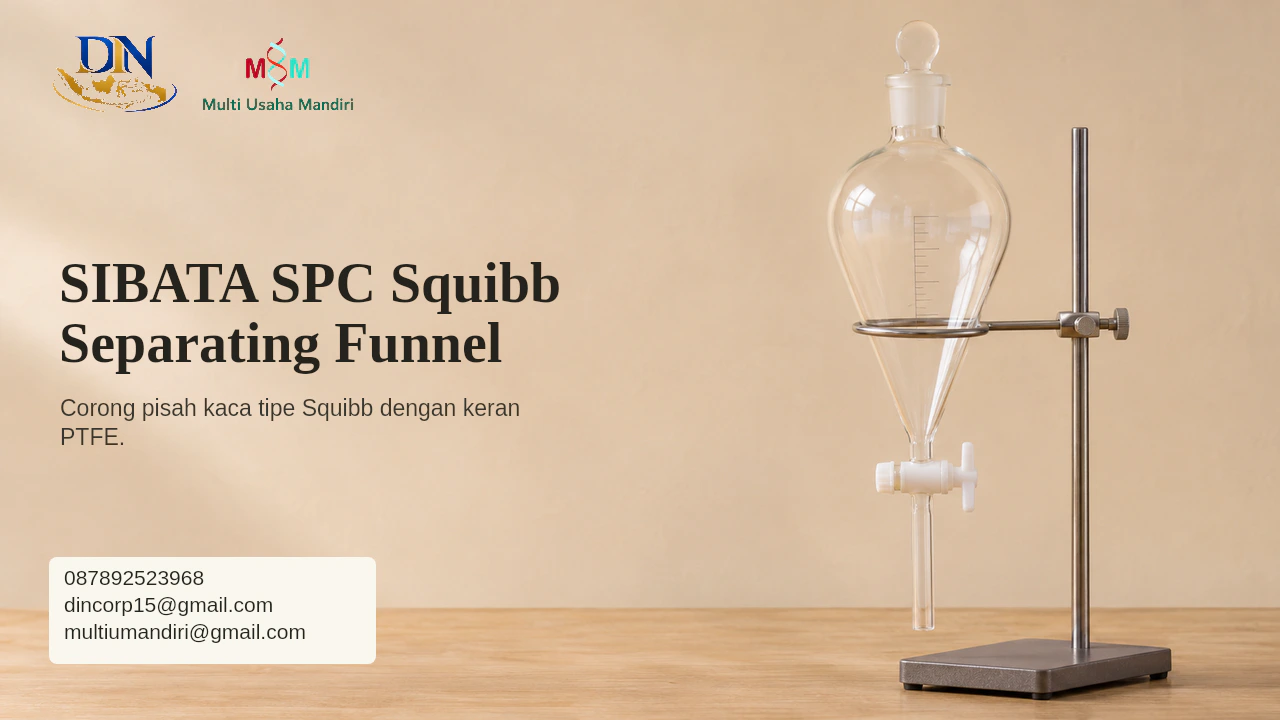 DIN
MSM
Multi Usaha Mandiri
SIBATA SPC Squibb
Separating Funnel
Corong pisah kaca tipe Squibb dengan keran
PTFE.
087892523968
dincorp15@gmail.com
multiumandiri@gmail.com